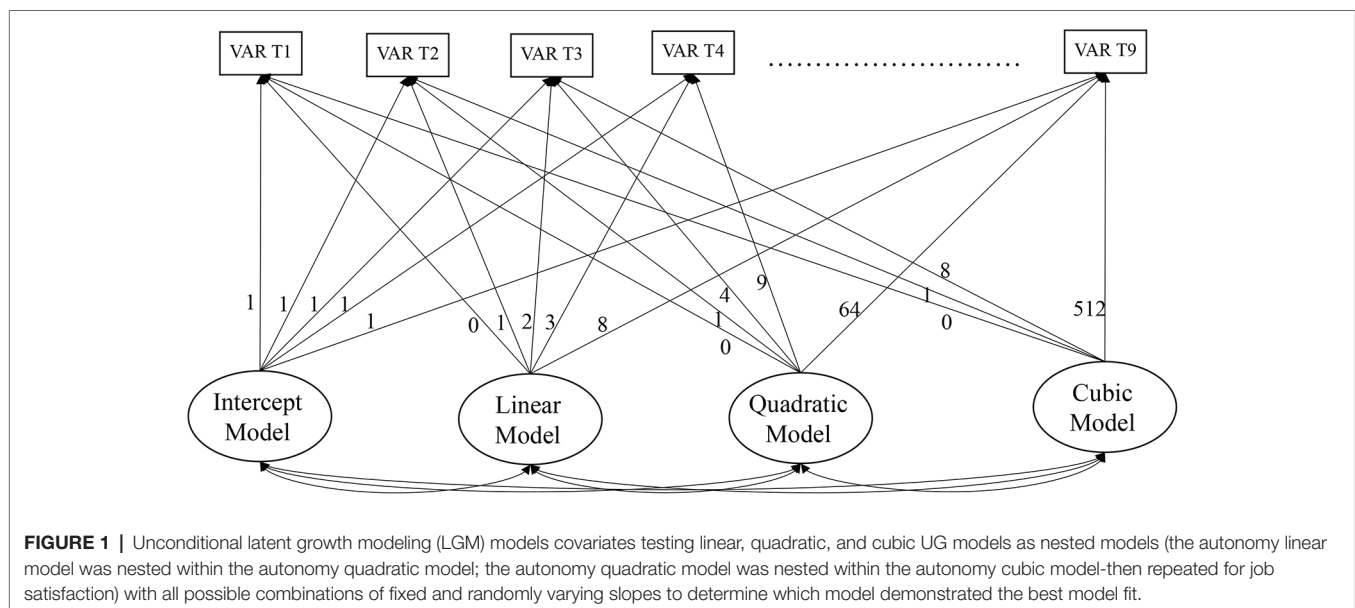 VAR T1 VAR T2 VAR T3 VAR T4 ........................... VAR T9
1 1 1 1 1 0 1 2 3 8 4 1 0 9 64 8 1 0 512
Intercept Model
Linear Model
Quadratic Model
Cubic Model
FIGURE 1 | Unconditional latent growth modeling (LGM) models covariates testing linear, quadratic, and cubic UG models as nested models (the autonomy linear
model was nested within the autonomy quadratic model; the autonomy quadratic model was nested within the autonomy cubic model-then repeated for job
satisfaction) with all possible combinations of fixed and randomly varying slopes to determine which model demonstrated the best model fit.